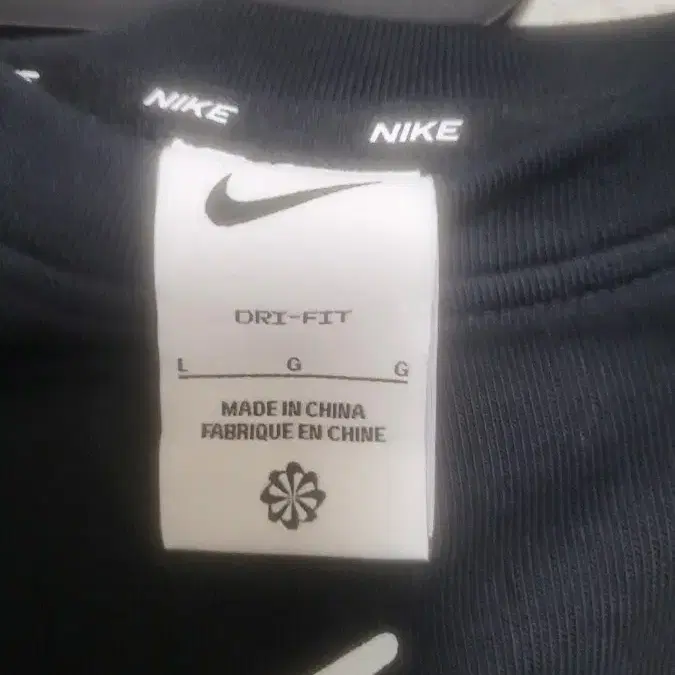 NIKE NIKE
DRI-FIT
L G G
MADE IN CHINA
FABRIQUE EN CHINE